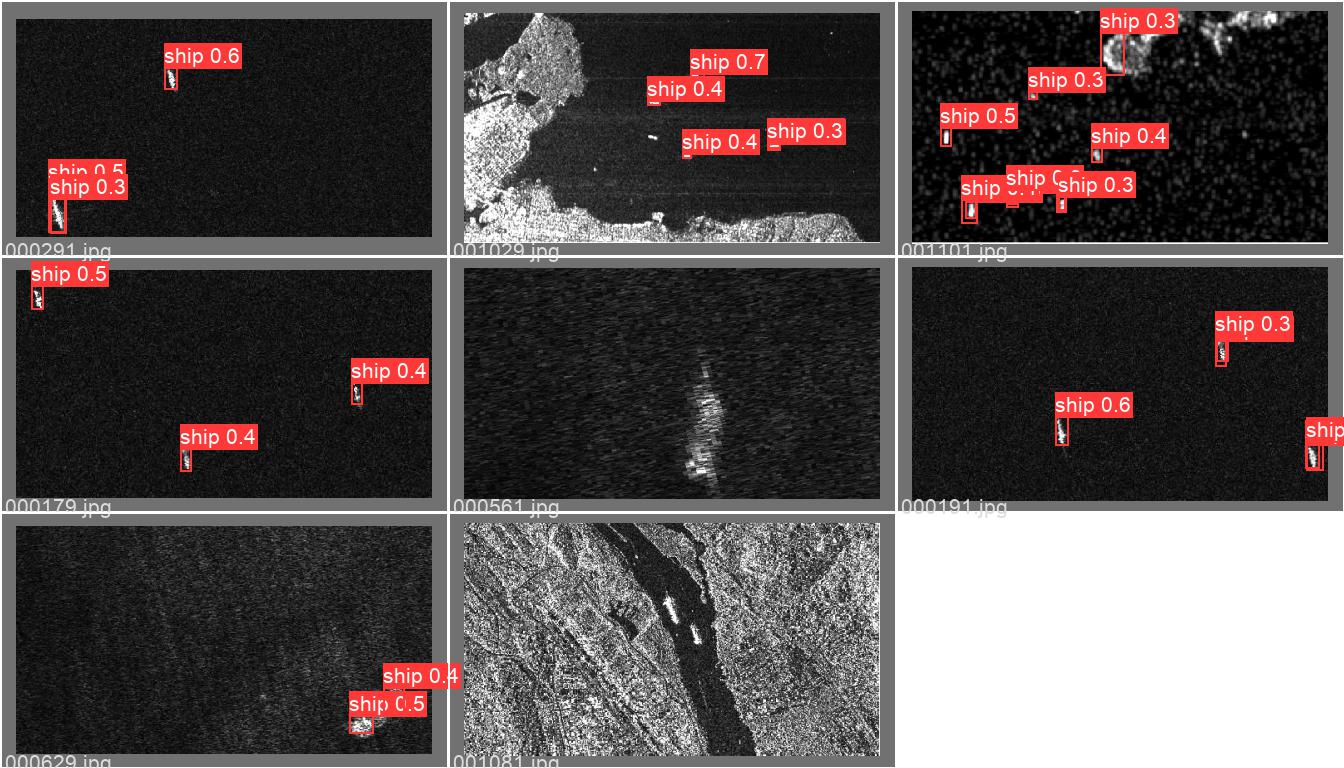 ship 0.6
ship 0.5
ship 0.3
000291.jpg
ship 0.7
ship 0.4
ship 0.4
ship 0.3
001029.jpg
ship 0.3
ship 0.3
ship 0.5
ship 0.4
ship
ship
ship 0.3
001101.jpg
ship 0.5
ship 0.4
ship 0.4
000179.jpg
000561.jpg
ship 0.3
ship 0.6
ship
000191.jpg
ship 0.4
ship 0.5
000629.jpg
001081.jpg